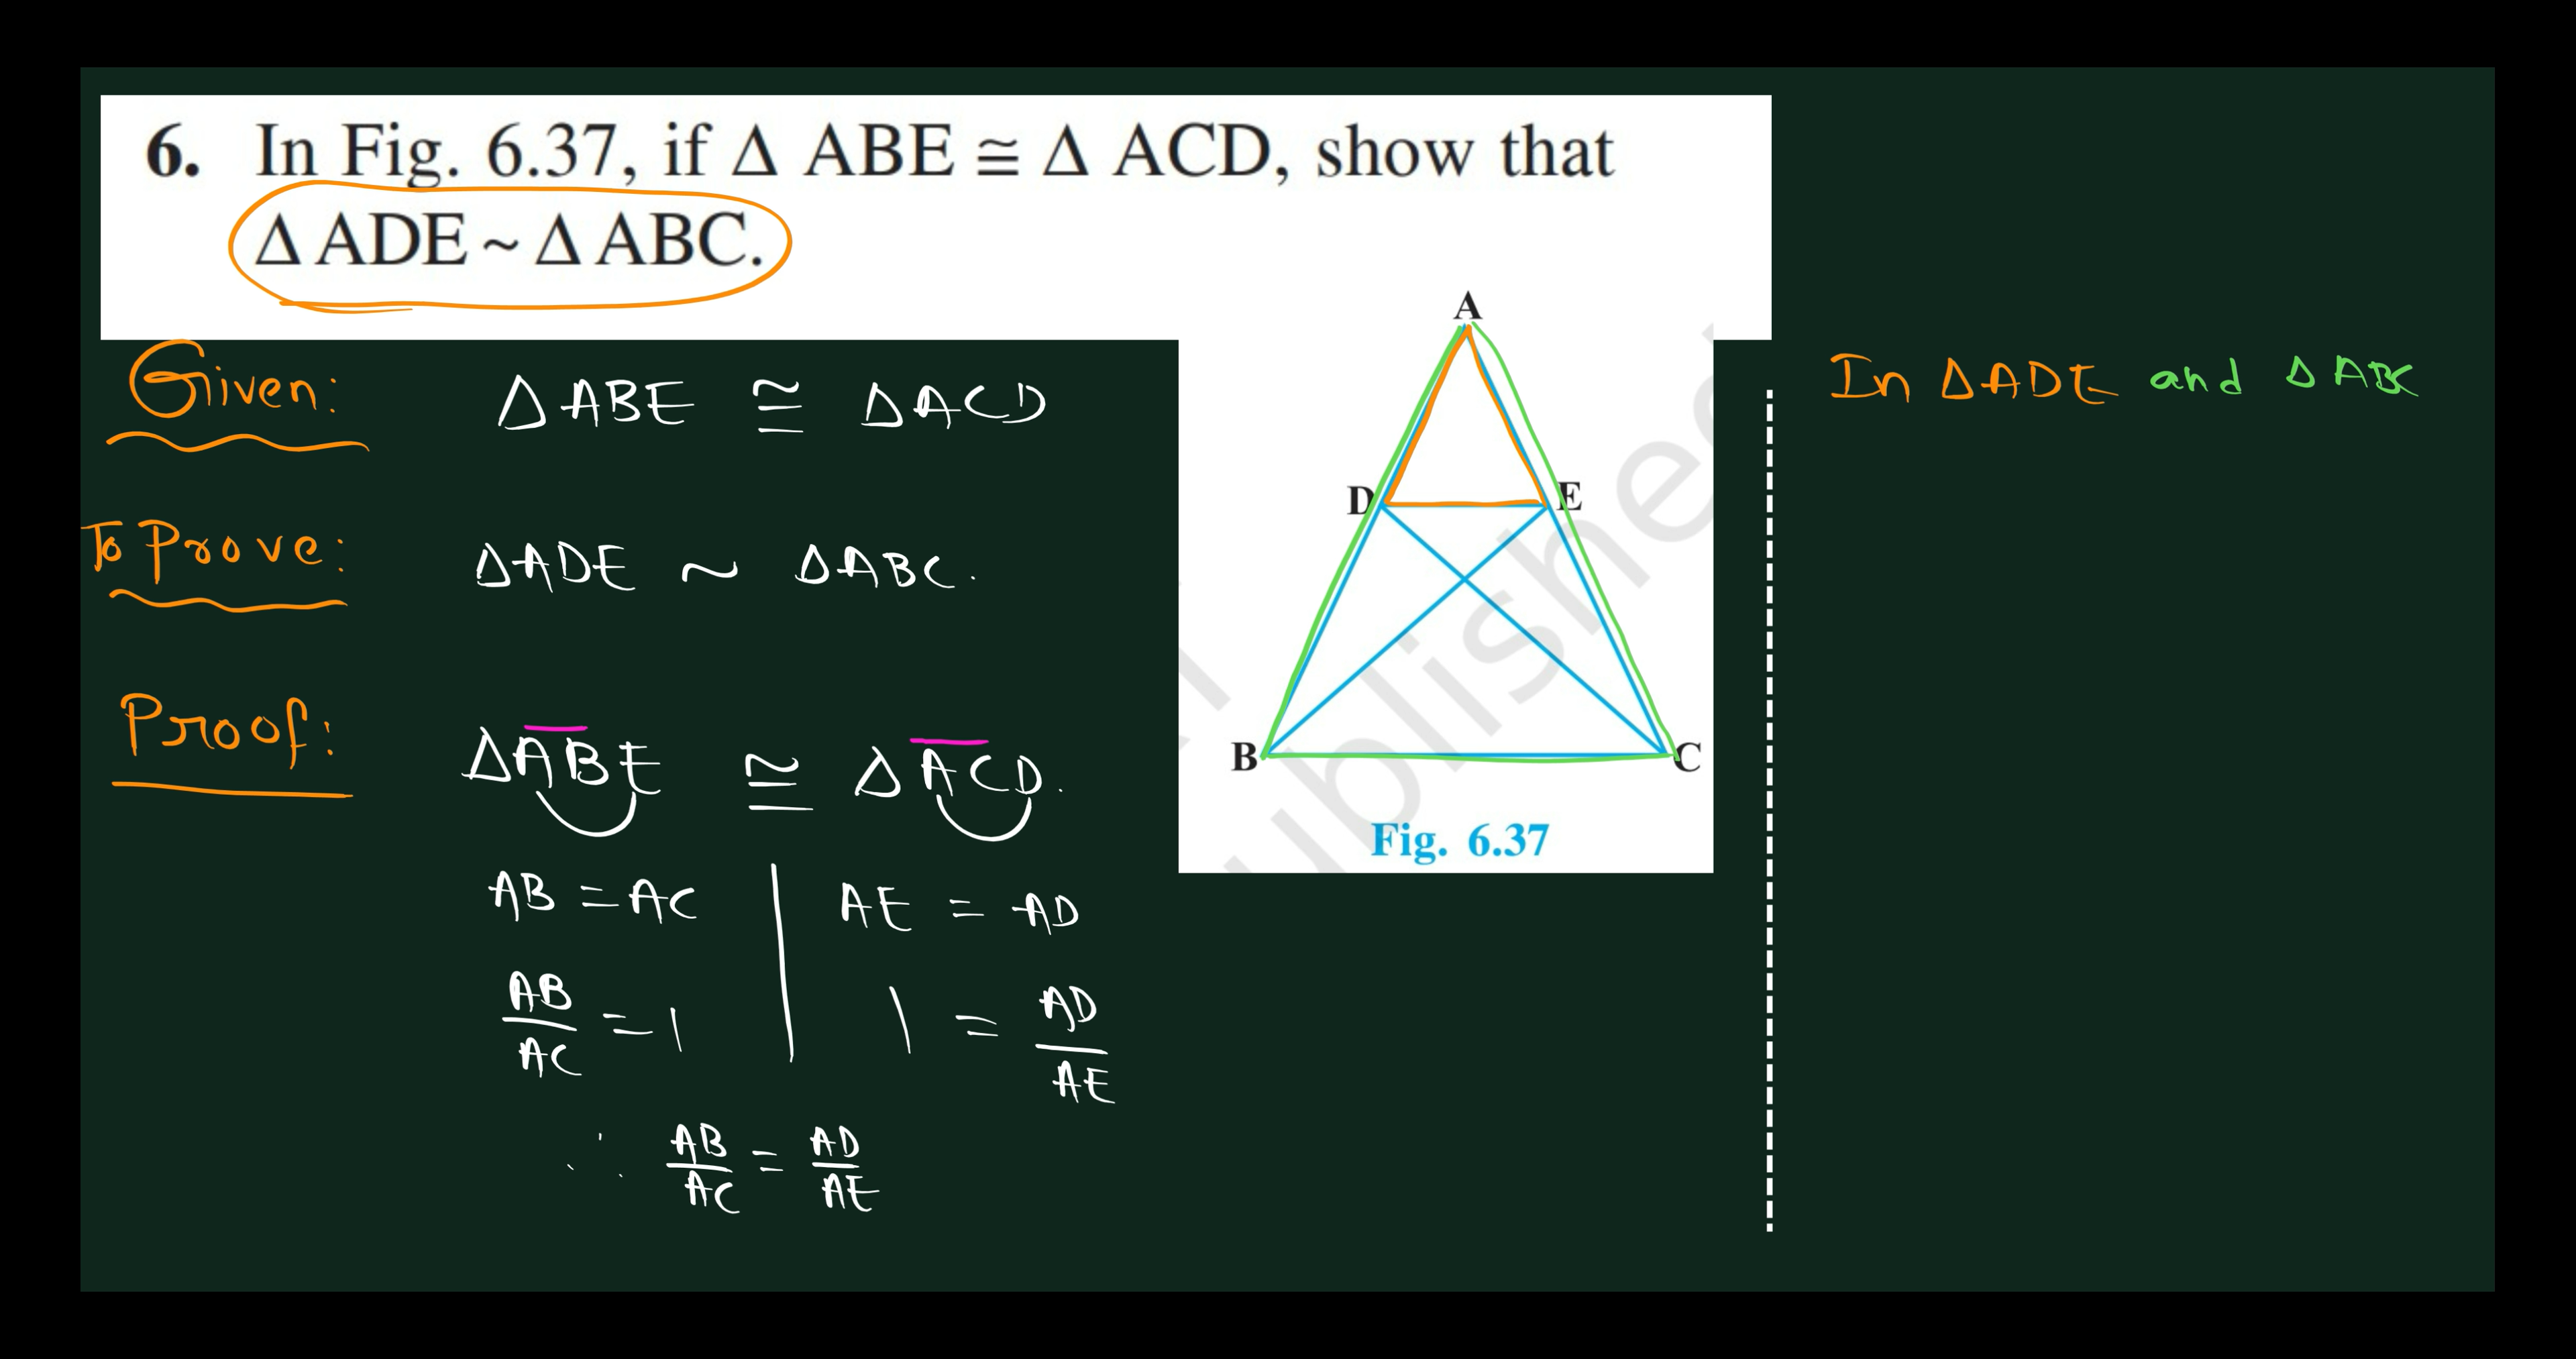 6. In Fig. 6.37, if Δ ABE ≅ Δ ACD, show that
Δ ADE ~ Δ ABC.
Given: ΔABE ≅ ΔACD
To Prove: ΔADE ~ ΔABC.
Proof: ΔABE ≅ ΔACD.
AB = AC | AE = AD
AB/AC = 1 | 1 = AD/AE
∴ AB/AC = AD/AE
A
D E
B C
Fig. 6.37
In ΔADE and ΔABC